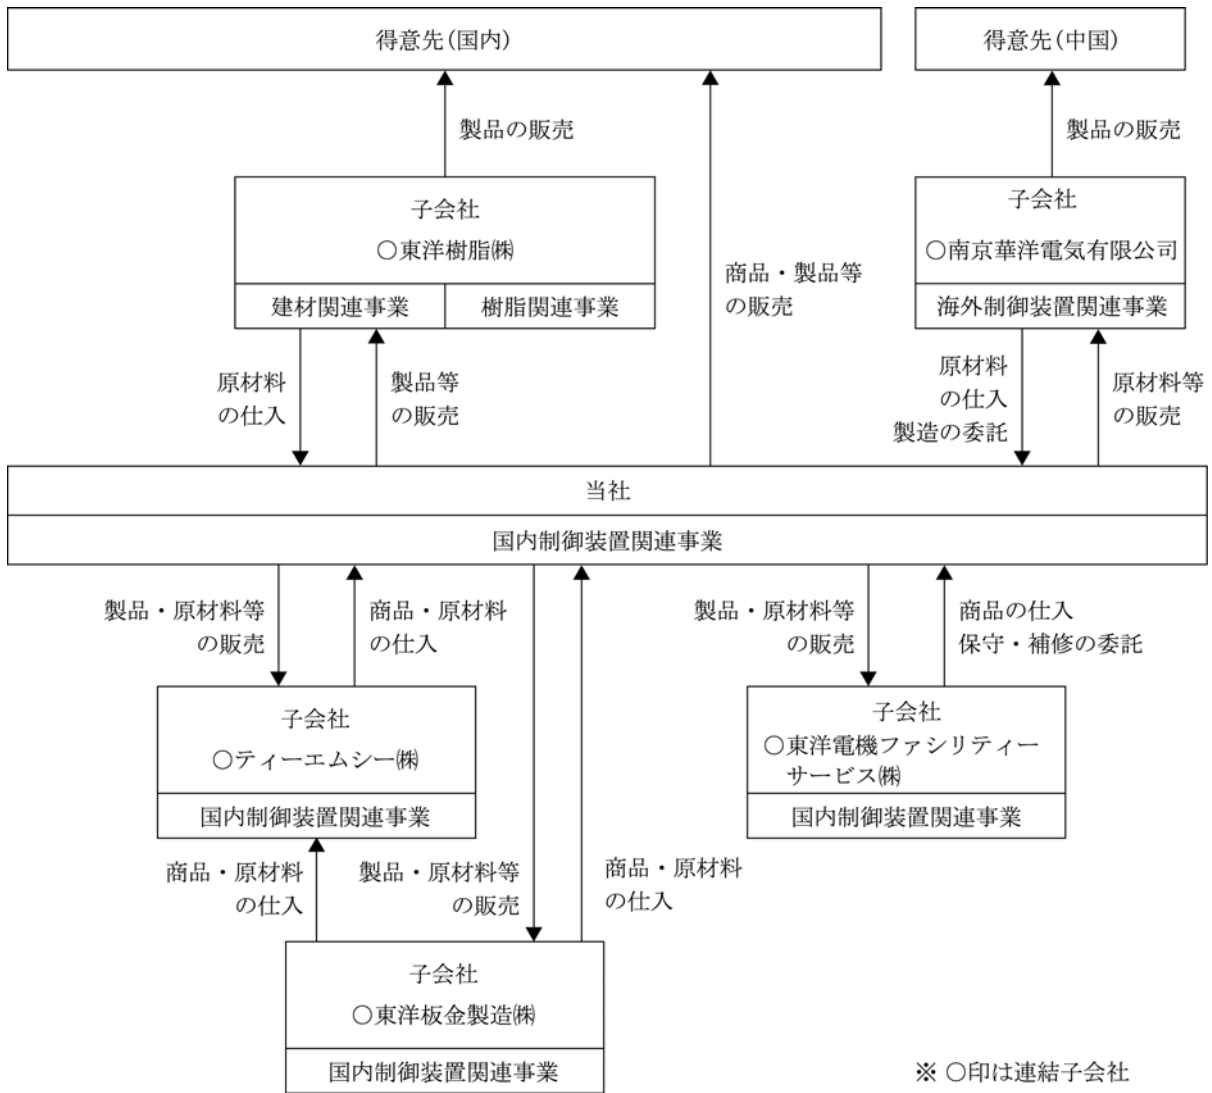 得意先(国内)
得意先(中国)
製品の販売
製品の販売
子会社
○東洋樹脂㈱
建材関連事業
樹脂関連事業
商品・製品等
の販売
子会社
○南京華洋電気有限公司
海外制御装置関連事業
原材料
の仕入
製品等
の販売
原材料
の仕入
製造の委託
原材料等
の販売
当社
国内制御装置関連事業
製品・原材料等
の販売
商品・原材料
の仕入
製品・原材料等
の販売
商品の仕入
保守・補修の委託
子会社
○ティーエムシー㈱
国内制御装置関連事業
子会社
○東洋電機ファシリティー
サービス㈱
国内制御装置関連事業
商品・原材料
の仕入
製品・原材料等
の販売
商品・原材料
の仕入
子会社
○東洋板金製造㈱
国内制御装置関連事業
※ ○印は連結子会社